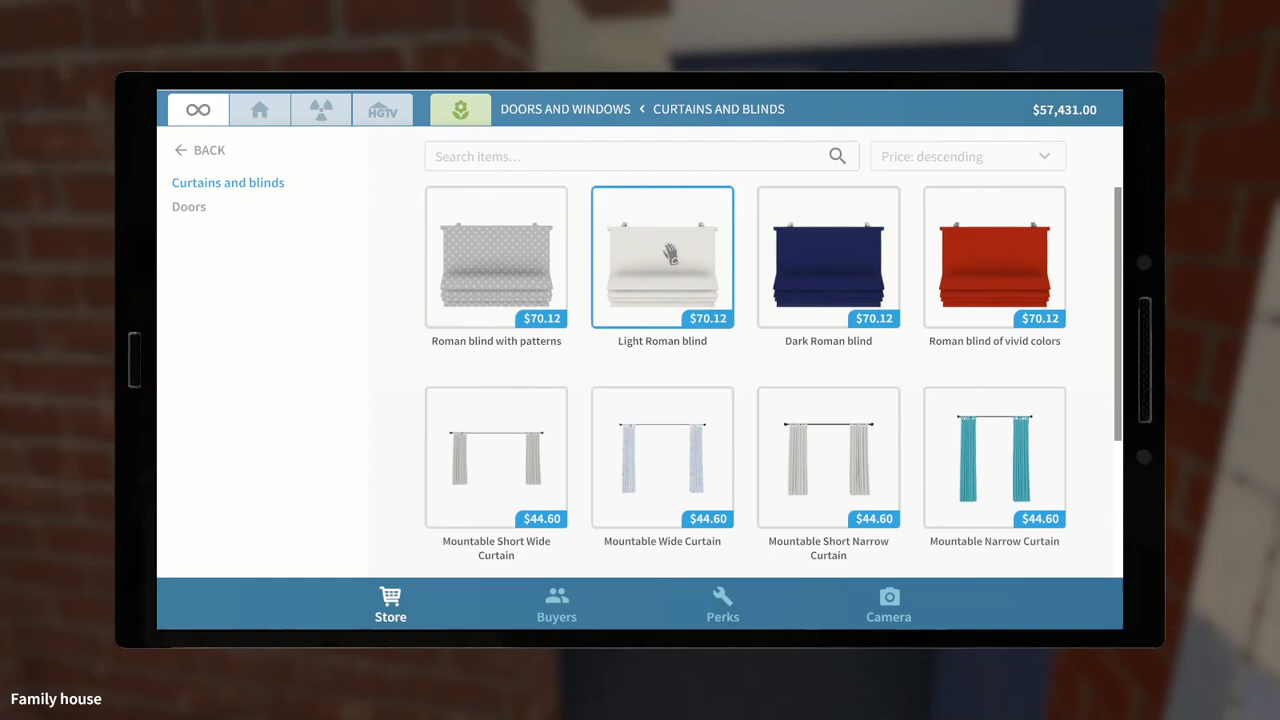 HGTV
DOORS AND WINDOWS < CURTAINS AND BLINDS
$57,431.00
BACK
Search items...
Price: descending
Curtains and blinds
Doors
$70.12
$70.12
$70.12
$70.12
Roman blind with patterns
Light Roman blind
Dark Roman blind
Roman blind of vivid colors
$44.60
$44.60
$44.60
$44.60
Mountable Short Wide
Curtain
Mountable Wide Curtain
Mountable Short Narrow
Curtain
Mountable Narrow Curtain
Store
Buyers
Perks
Camera
Family house